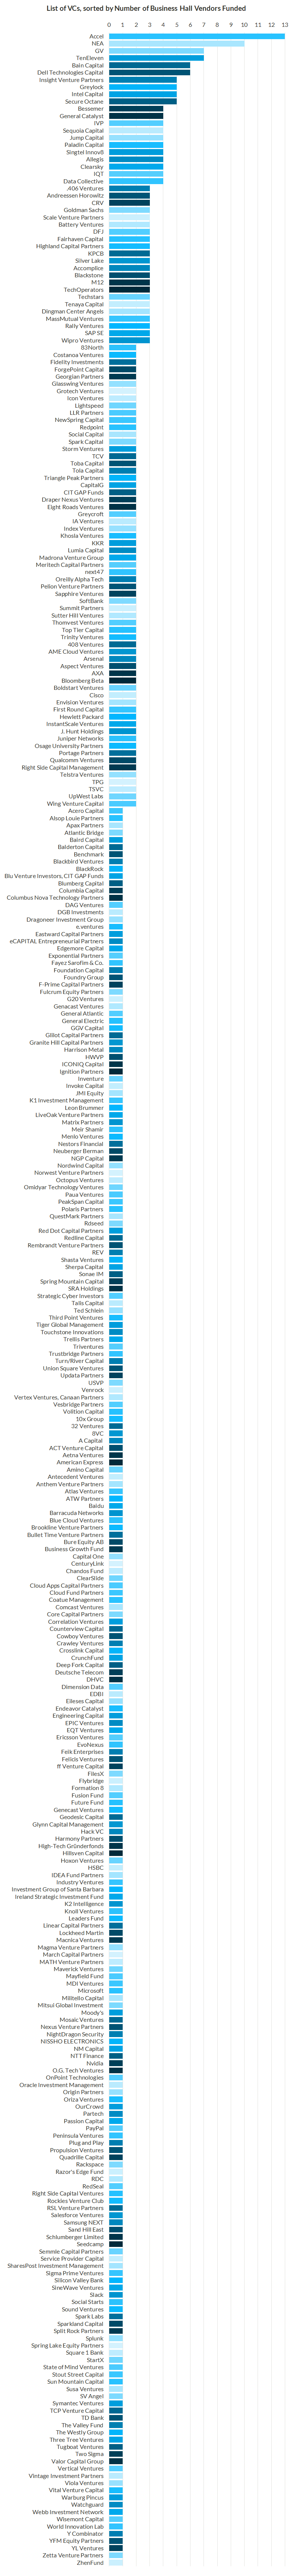 List of VCs, sorted by Number of Business Hall Vendors Funded
0 1 2 3 4 5 6 7 8 9 10 11 12 13
Accel
NEA
GV
TenEleven
Bain Capital
Dell Technologies Capital
Insight Venture Partners
Greylock
Intel Capital
Secure Octane
Bessemer
General Catalyst
IVP
Sequoia Capital
Jump Capital
Paladin Capital
Singtel Innov8
Allegis
Clearsky
IQT
Data Collective
.406 Ventures
Andreessen Horowitz
CRV
Goldman Sachs
Scale Venture Partners
Battery Ventures
DFJ
Fairhaven Capital
Highland Capital Partners
KPCB
Silver Lake
Accomplice
Blackstone
M12
TechOperators
Techstars
Tenaya Capital
Dingman Center Angels
MassMutual Ventures
Rally Ventures
SAP SE
Wipro Ventures
83North
Costanoa Ventures
Fidelity Investments
ForgePoint Capital
Georgian Partners
Glasswing Ventures
Grotech Ventures
Icon Ventures
Lightspeed
LLR Partners
NewSpring Capital
Redpoint
Social Capital
Spark Capital
Storm Ventures
TCV
Toba Capital
Tola Capital
Triangle Peak Partners
CapitalG
CIT GAP Funds
Draper Nexus Ventures
Eight Roads Ventures
Greycroft
IA Ventures
Index Ventures
Khosla Ventures
KKR
Lumia Capital
Madrona Venture Group
Meritech Capital Partners
next47
Oreilly Alpha Tech
Pelion Venture Partners
Sapphire Ventures
SoftBank
Summit Partners
Sutter Hill Ventures
Thomvest Ventures
Top Tier Capital
Trinity Ventures
408 Ventures
AME Cloud Ventures
Arsenal
Aspect Ventures
AXA
Bloomberg Beta
Boldstart Ventures
Cisco
Envision Ventures
First Round Capital
Hewlett Packard
InstantScale Ventures
J. Hunt Holdings
Juniper Networks
Osage University Partners
Portage Partners
Qualcomm Ventures
Right Side Capital Management
Telstra Ventures
TPG
TSVC
UpWest Labs
Wing Venture Capital
Acero Capital
Alsop Louie Partners
Apax Partners
Atlantic Bridge
Baird Capital
Balderton Capital
Benchmark
Blackbird Ventures
BlackRock
Blu Venture Investors, CIT GAP Funds
Blumberg Capital
Columbia Capital
Columbus Nova Technology Partners
DAG Ventures
DGB Investments
Dragoneer Investment Group
e.ventures
Eastward Capital Partners
eCAPITAL Entrepreneurial Partners
Edgemore Capital
Exponential Partners
Fayez Sarofim & Co.
Foundation Capital
Foundry Group
F-Prime Capital Partners
Fulcrum Equity Partners
G20 Ventures
Genacast Ventures
General Atlantic
General Electric
GGV Capital
Gillot Capital Partners
Granite Hill Capital Partners
Harrison Metal
HWVP
ICONIQ Capital
Ignition Partners
Inventure
Invoke Capital
JMI Equity
K1 Investment Management
Leon Brummer
LiveOak Venture Partners
Matrix Partners
Meir Shamir
Menlo Ventures
Nestors Financial
Neuberger Berman
NGP Capital
Nordwind Capital
Norwest Venture Partners
Octopus Ventures
Omidyar Technology Ventures
Paua Ventures
PeakSpan Capital
Polaris Partners
QuestMark Partners
Rdseed
Red Dot Capital Partners
Redline Capital
Rembrandt Venture Partners
REV
Shasta Ventures
Sherpa Capital
Sonae IM
Spring Mountain Capital
SRA Holdings
Strategic Cyber Investors
Tails Capital
Ted Schlein
Third Point Ventures
Tiger Global Management
Touchstone Innovations
Trellis Partners
Triventures
Trustbridge Partners
Turn/River Capital
Union Square Ventures
Updata Partners
USVP
Venrock
Vertex Ventures, Canaan Partners
Vesbridge Partners
Volition Capital
10x Group
32 Ventures
8VC
A Capital
ACT Venture Capital
Aetna Ventures
American Express
Amino Capital
Antecedent Ventures
Anthem Venture Partners
Atlas Ventures
ATW Partners
Baidu
Barracuda Networks
Blue Cloud Ventures
Brookline Venture Partners
Bullet Time Venture Partners
Bure Equity AB
Business Growth Fund
Capital One
CenturyLink
Chandos Fund
ClearSlide
Cloud Apps Capital Partners
Cloud Fund Partners
Coatue Management
Comcast Ventures
Core Capital Partners
Correlation Ventures
Counterview Capital
Cowboy Ventures
Crawley Ventures
Crosslink Capital
CrunchFund
Deep Fork Capital
Deutsche Telecom
DHVC
Dimension Data
EDBI
Elleses Capital
Endeavor Catalyst
Engineering Capital
EPIC Ventures
EQT Ventures
Ericsson Ventures
EvoNexus
Felk Enterprises
Felicis Ventures
ff Venture Capital
FilesX
Flybridge
Formation 8
Fusion Fund
Future Fund
Genecast Ventures
Geodesic Capital
Glynn Capital Management
Hack VC
Harmony Partners
High-Tech Gründerfonds
Hillsven Capital
Hoxon Ventures
HSBC
IDEA Fund Partners
Industry Ventures
Investment Group of Santa Barbara
Ireland Strategic Investment Fund
K2 Intelligence
Knoll Ventures
Leaders Fund
Linear Capital Partners
Lockheed Martin
Macnica Ventures
Magma Venture Partners
March Capital Partners
MATH Venture Partners
Maverick Ventures
Mayfield Fund
MDI Ventures
Microsoft
Militello Capital
Mitsui Global Investment
Moody's
Mosaic Ventures
Nexus Venture Partners
NightDragon Security
NISSHO ELECTRONICS
NM Capital
NTT Finance
Nvidia
O.G. Tech Ventures
OnPoint Technologies
Oracle Investment Management
Origin Partners
Oriza Ventures
OurCrowd
Partech
Passion Capital
PayPal
Peninsula Ventures
Plug and Play
Propulsion Ventures
Quadrille Capital
Rackspace
Razor's Edge Fund
RDC
RedSeal
Right Side Capital Ventures
Rockies Venture Club
RSL Venture Partners
Salesforce Ventures
Samsung NEXT
Sand Hill East
Schlumberger Limited
Seedcamp
Semmle Capital Partners
Service Provider Capital
SharesPost Investment Management
Sigma Prime Ventures
Silicon Valley Bank
SineWave Ventures
Slack
Social Starts
Sound Ventures
Spark Labs
Sparkland Capital
Split Rock Partners
Splunk
Spring Lake Equity Partners
Square 1 Bank
StartX
State of Mind Ventures
Stout Street Capital
Sun Mountain Capital
Susa Ventures
SV Angel
Symantec Ventures
TCP Venture Capital
TD Bank
The Valley Fund
The Westly Group
Three Tree Ventures
Tugboat Ventures
Two Sigma
Valor Capital Group
Vertical Ventures
Vintage Investment Partners
Viola Ventures
Vital Venture Capital
Warburg Pincus
Watchguard
Webb Investment Network
Wisemont Capital
World Innovation Lab
Y Combinator
YFM Equity Partners
YL Ventures
Zetta Venture Partners
ZhenFund